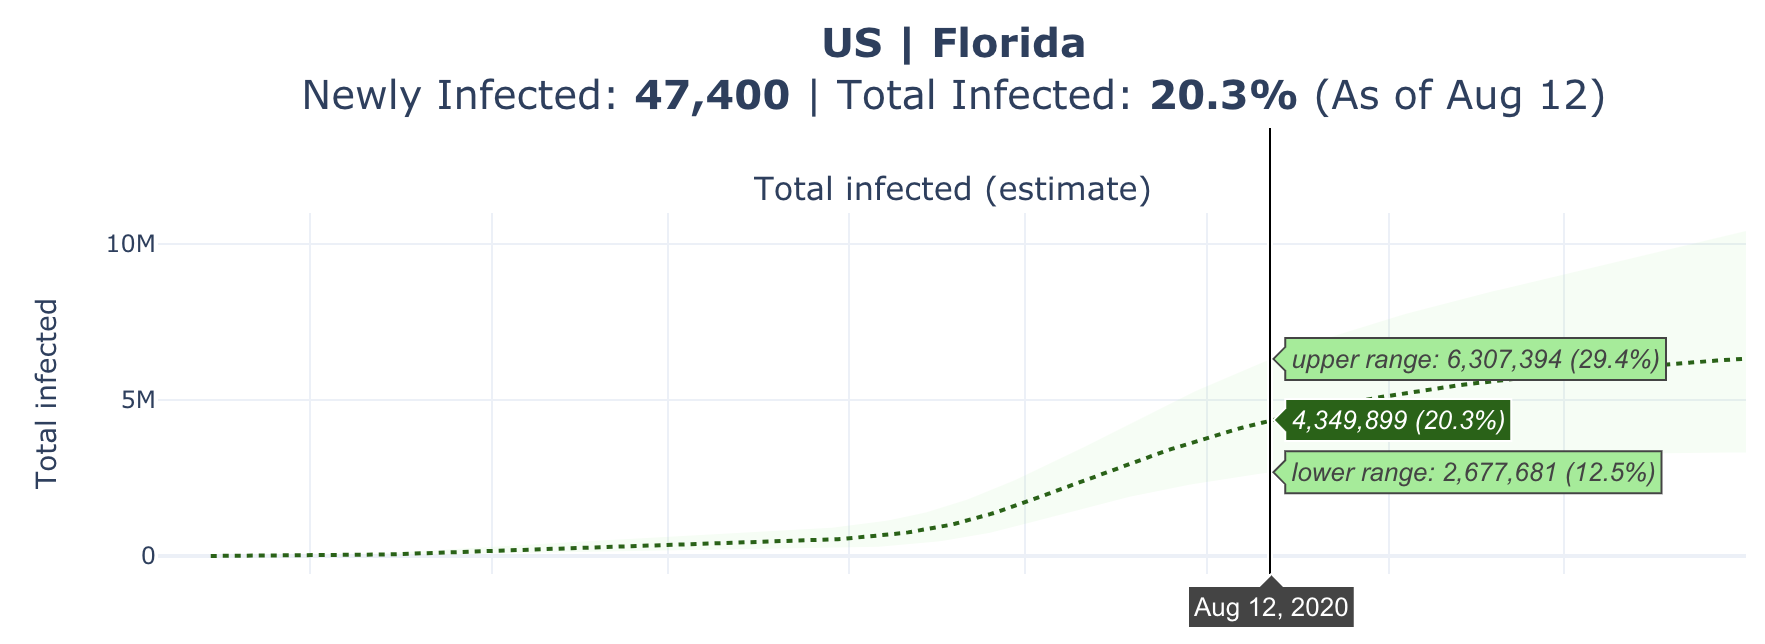 US | Florida
Newly Infected: 47,400 | Total Infected: 20.3% (As of Aug 12)
Total infected (estimate)
10M
5M
0
Total infected
upper range: 6,307,394 (29.4%)
4,349,899 (20.3%)
lower range: 2,677,681 (12.5%)
Aug 12, 2020